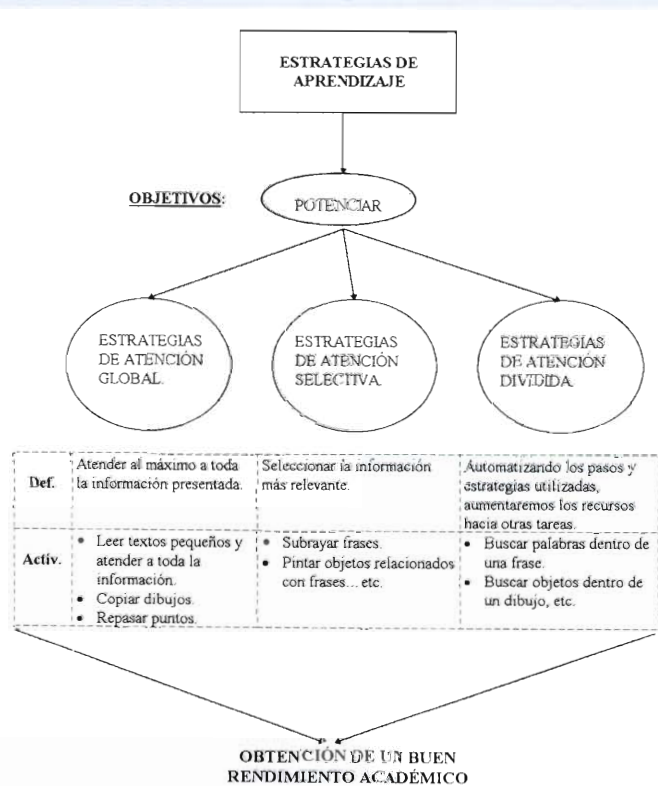 ESTRATEGIAS DE
APRENDIZAJE
OBJETIVOS:
POTENCIAR
ESTRATEGIAS
DE ATENCIÓN
GLOBAL.
ESTRATEGIAS
DE ATENCIÓN
SELECTIVA.
ESTRATEGIAS
DE ATENCIÓN
DIVIDIDA.
Def.
Atender al máximo a toda
la información presentada.
Seleccionar la información
más relevante.
Automatizando los pasos y
estrategias utilizadas,
aumentaremos los recursos
hacia otras tareas.
Activ.
• Leer textos pequeños y
atender a toda la
información.
• Copiar dibujos.
• Repasar puntos.
• Subrayar frases.
• Pintar objetos relacionados
con frases... etc.
• Buscar palabras dentro de
una frase.
• Buscar objetos dentro de
un dibujo, etc.
OBTENCIÓN DE UN BUEN
RENDIMIENTO ACADÉMICO